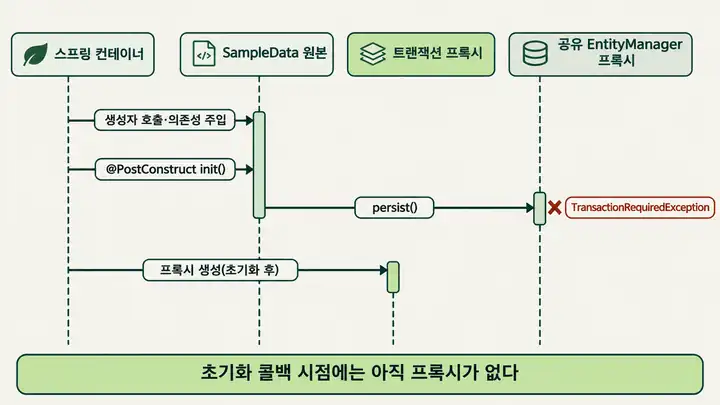 스프링 컨테이너
SampleData 원본
트랜잭션 프록시
공유 EntityManager
프록시
생성자 호출·의존성 주입
@PostConstruct init()
persist()
TransactionRequiredException
프록시 생성(초기화 후)
초기화 콜백 시점에는 아직 프록시가 없다